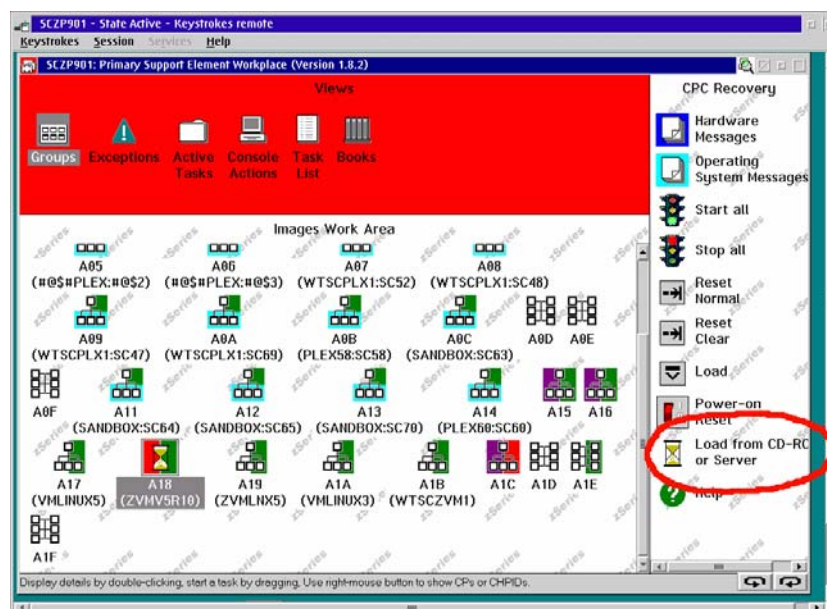 SCZP901 - State Active - Keystrokes remote
Keystrokes Session Services Help
SCZP901: Primary Support Element Workplace (Version 1.8.2)
Views
Groups Exceptions Active Tasks Console Actions Task List Books
Images Work Area
A05 A06 A07 A08
(#@$#PLEX:#@$2) (#@$#PLEX:#@$3) (WTSCPLX1:SC52) (WTSCPLX1:SC48)
A09 A0A A0B A0C A0D A0E
(WTSCPLX1:SC47) (WTSCPLX1:SC69) (PLEX58:SC58) (SANDBOX:SC63)
A0F A11 A12 A13 A14 A15 A16
(SANDBOX:SC64) (SANDBOX:SC65) (SANDBOX:SC70) (PLEX60:SC60)
A17 A18 A19 A1A A1B A1C A1D A1E
(VMLINUX5) (ZVMV5R10) (ZVMLNX5) (VMLINUX3) (WTSCZVM1)
A1F
CPC Recovery
Hardware
Messages
Operating
System Messages
Start all
Stop all
Reset
Normal
Reset
Clear
Load
Power-on
Reset
Load from CD-RO
or Server
Help
zSeries
Display details by double-clicking, start a task by dragging. Use right-mouse button to show CPs or CHPIDs.